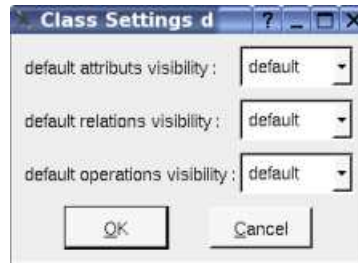 Class Settings d
default attributs visibility : default
default relations visibility : default
default operations visibility : default
OK Cancel